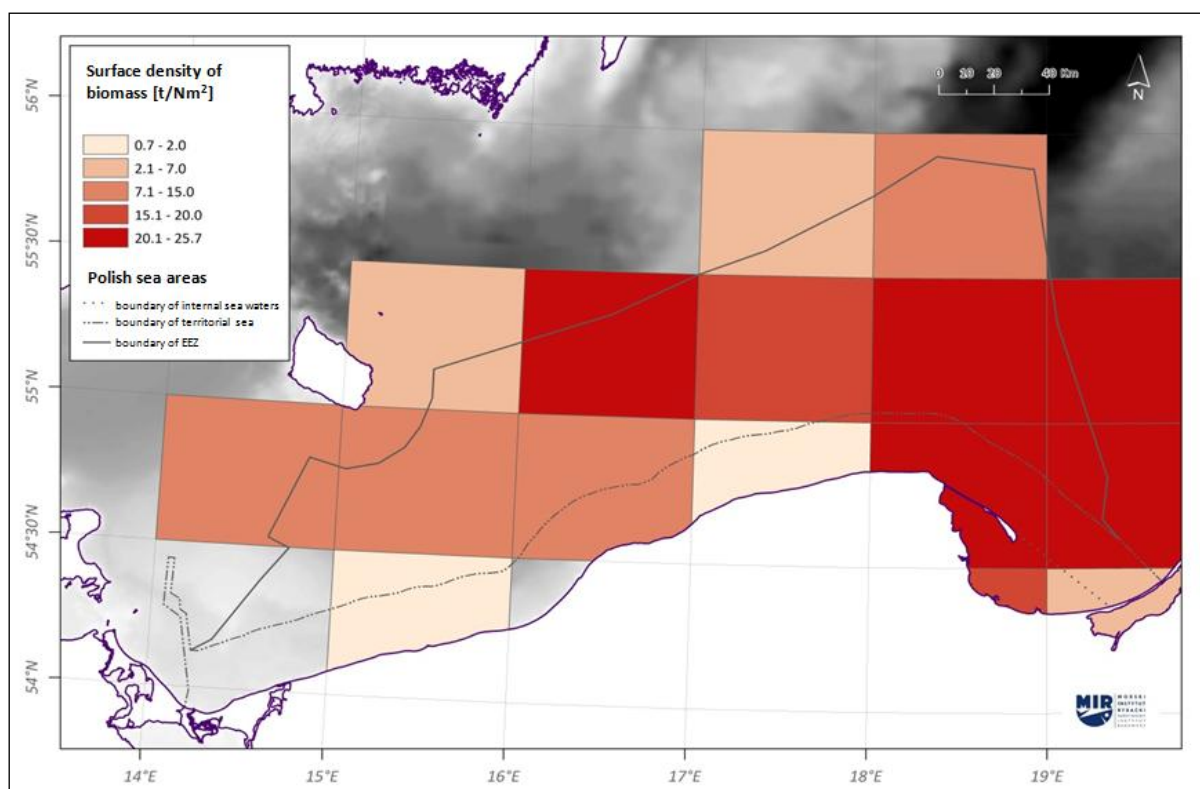 Surface density of
biomass [t/Nm²]
0.7 - 2.0
2.1 - 7.0
7.1 - 15.0
15.1 - 20.0
20.1 - 25.7
Polish sea areas
boundary of internal sea waters
boundary of territorial sea
boundary of EEZ
0 10 20 40 Km
N
56°N
55°30'N
55°N
54°30'N
54°N
14°E 15°E 16°E 17°E 18°E 19°E
MIR
MORSKI
INSTYTUT
RYBACKI